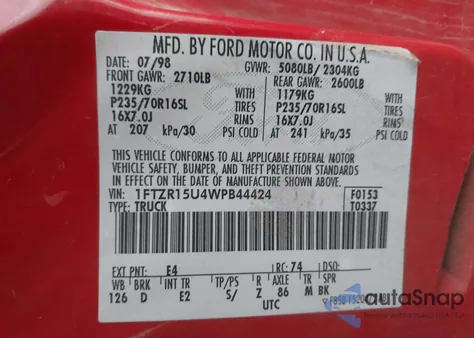 MFD. BY FORD MOTOR CO. IN U.S.A.
DATE: 07/98 GVWR: 5080LB/ 2304KG
FRONT GAWR: 2710LB REAR GAWR: 2600LB
1229KG WITH 1179KG WITH
P235/70R16SL TIRES P235/70R16SL TIRES
16X7.0J RIMS 16X7.0J RIMS
AT 207 kPa/30 PSI COLD AT 241 kPa/35 PSI COLD
THIS VEHICLE CONFORMS TO ALL APPLICABLE FEDERAL MOTOR
VEHICLE SAFETY, BUMPER, AND THEFT PREVENTION STANDARDS
IN EFFECT ON THE DATE OF MANUFACTURE SHOWN ABOVE.
VIN: 1FTZR15U4WPB44424 F0153
TYPE: TRUCK T0337
EXT PNT: E4 RC: 74 DSO:
WB BRK INT TR TP/PS R AXLE TR SPR
126 D E2 5/ Z 86 M BK
UTC
autoSnap